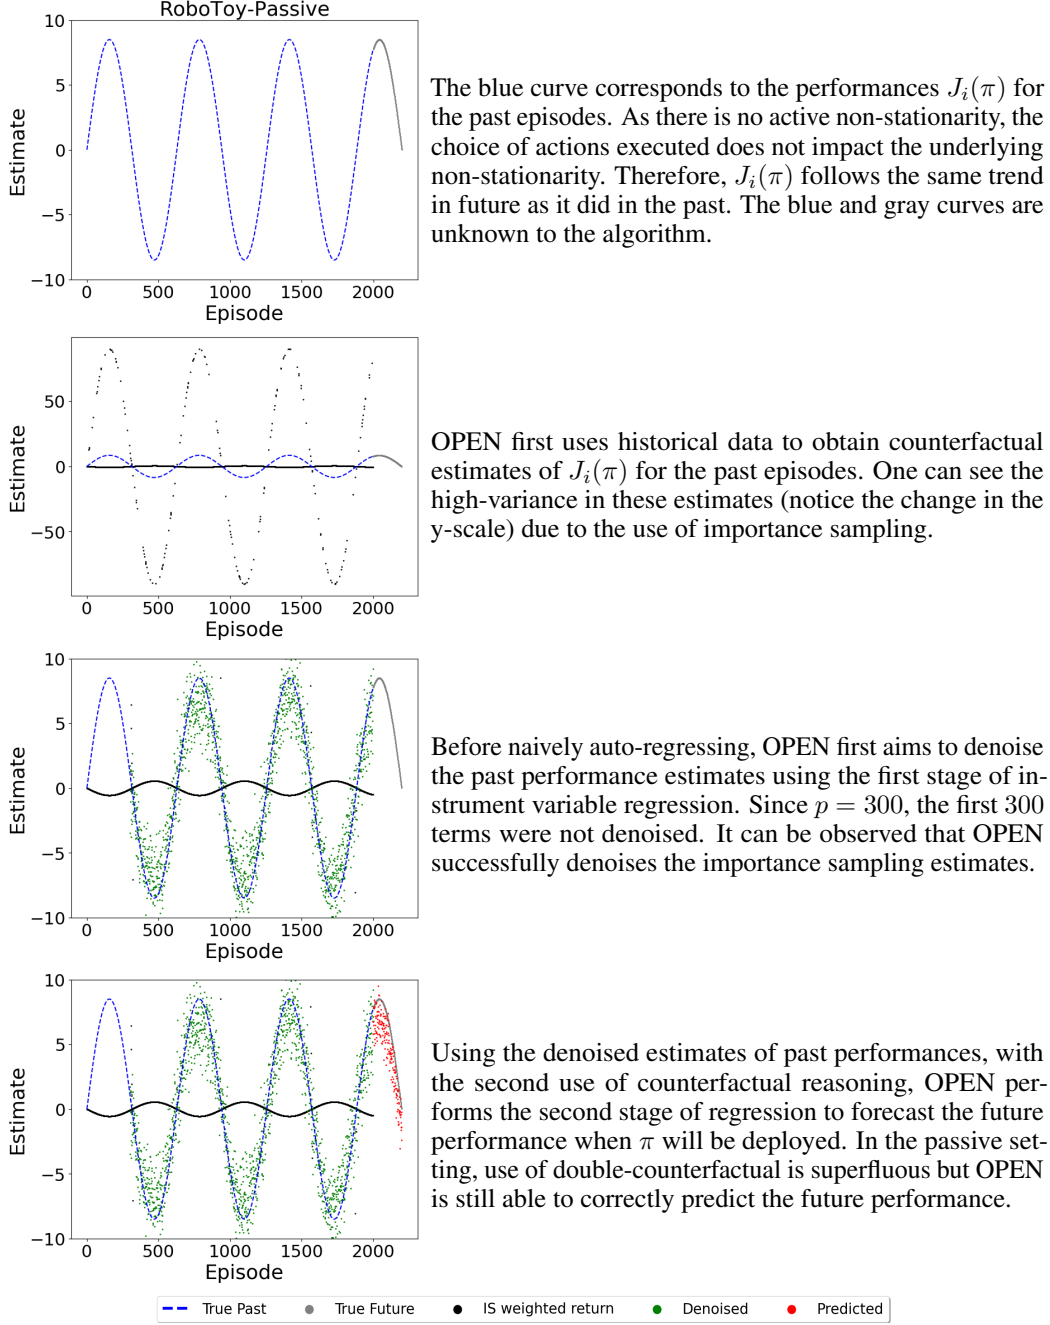 RoboToy-Passive
10
5
0
−5
−10
Estimate
0 500 1000 1500 2000
Episode
The blue curve corresponds to the performances J_i(π) for
the past episodes. As there is no active non-stationarity, the
choice of actions executed does not impact the underlying
non-stationarity. Therefore, J_i(π) follows the same trend
in future as it did in the past. The blue and gray curves are
unknown to the algorithm.
50
0
−50
Estimate
0 500 1000 1500 2000
Episode
OPEN first uses historical data to obtain counterfactual
estimates of J_i(π) for the past episodes. One can see the
high-variance in these estimates (notice the change in the
y-scale) due to the use of importance sampling.
10
5
0
−5
−10
Estimate
0 500 1000 1500 2000
Episode
Before naively auto-regressing, OPEN first aims to denoise
the past performance estimates using the first stage of in-
strument variable regression. Since p = 300, the first 300
terms were not denoised. It can be observed that OPEN
successfully denoises the importance sampling estimates.
10
5
0
−5
−10
Estimate
0 500 1000 1500 2000
Episode
Using the denoised estimates of past performances, with
the second use of counterfactual reasoning, OPEN per-
forms the second stage of regression to forecast the future
performance when π will be deployed. In the passive set-
ting, use of double-counterfactual is superfluous but OPEN
is still able to correctly predict the future performance.
True Past True Future IS weighted return Denoised Predicted